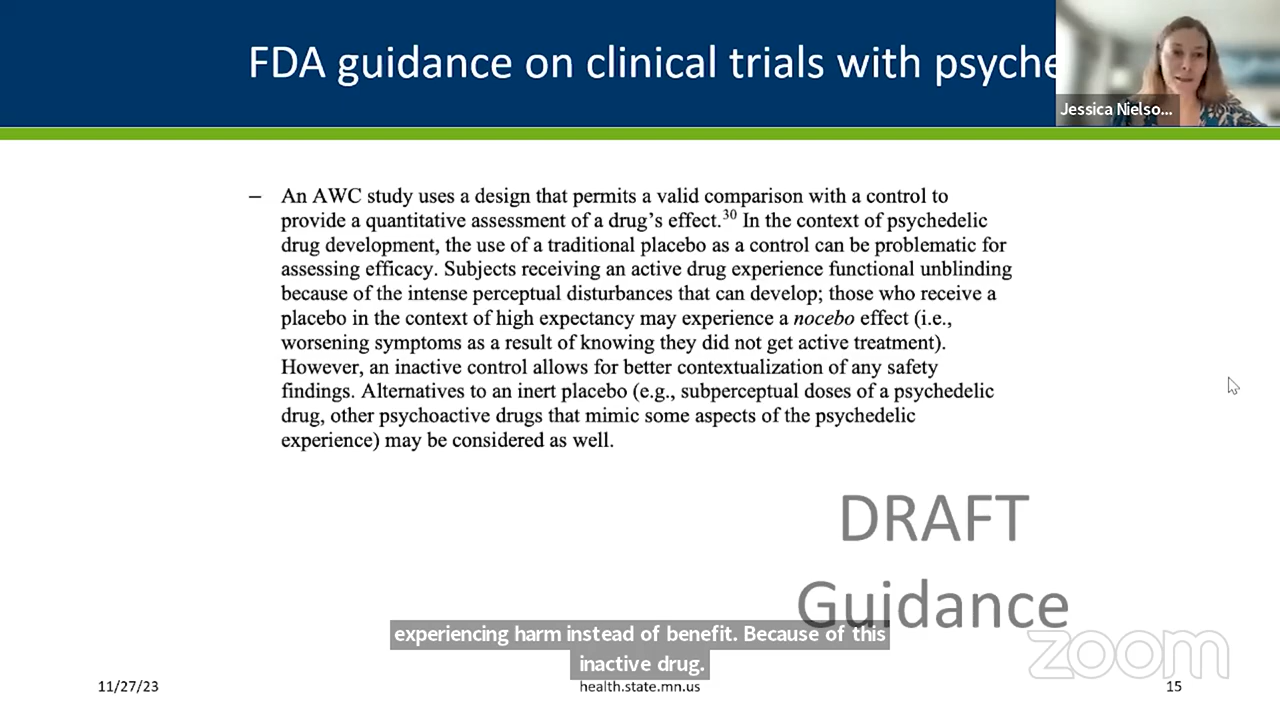 FDA guidance on clinical trials with psyche
Jessica Nielso...
– An AWC study uses a design that permits a valid comparison with a control to
provide a quantitative assessment of a drug's effect.30 In the context of psychedelic
drug development, the use of a traditional placebo as a control can be problematic for
assessing efficacy. Subjects receiving an active drug experience functional unblinding
because of the intense perceptual disturbances that can develop; those who receive a
placebo in the context of high expectancy may experience a nocebo effect (i.e.,
worsening symptoms as a result of knowing they did not get active treatment).
However, an inactive control allows for better contextualization of any safety
findings. Alternatives to an inert placebo (e.g., subperceptual doses of a psychedelic
drug, other psychoactive drugs that mimic some aspects of the psychedelic
experience) may be considered as well.
DRAFT
Guidance
experiencing harm instead of benefit. Because of this
inactive drug.
zoom
11/27/23
health.state.mn.us
15